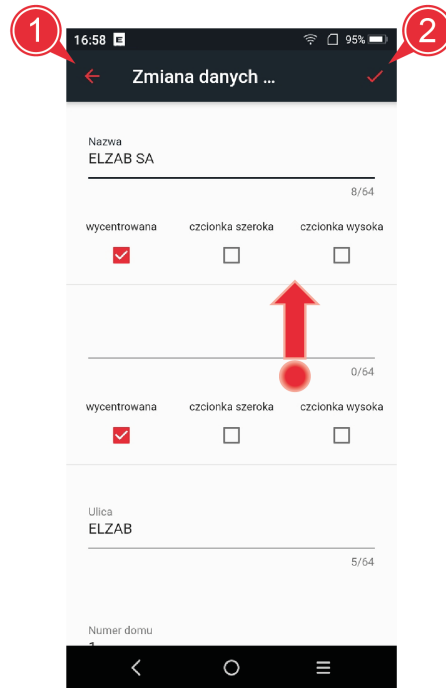 1
2
16:58 E 95%
Zmiana danych ...
Nazwa
ELZAB SA
8/64
wycentrowana czcionka szeroka czcionka wysoka
0/64
wycentrowana czcionka szeroka czcionka wysoka
Ulica
ELZAB
5/64
Numer domu